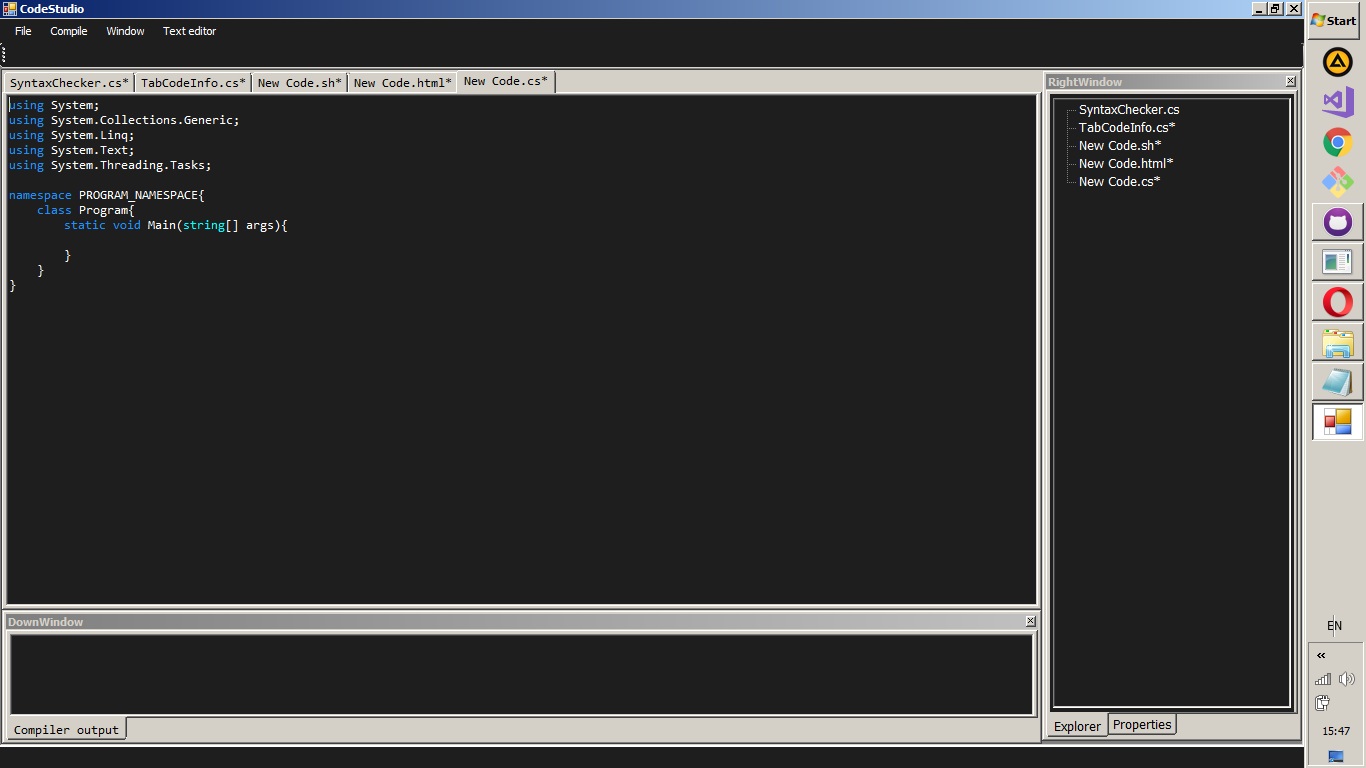 CodeStudio
File Compile Window Text editor
SyntaxChecker.cs* TabCodeInfo.cs* New Code.sh* New Code.html* New Code.cs*
using System;
using System.Collections.Generic;
using System.Linq;
using System.Text;
using System.Threading.Tasks;
namespace PROGRAM_NAMESPACE{
class Program{
static void Main(string[] args){
}
}
}
DownWindow
Compiler output
RightWindow
SyntaxChecker.cs
TabCodeInfo.cs*
New Code.sh*
New Code.html*
New Code.cs*
Explorer Properties
Start
EN
«
15:47